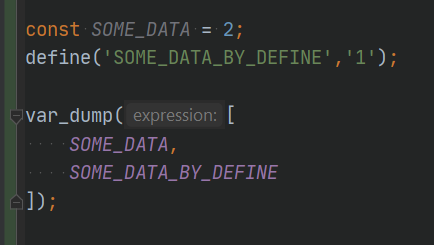 const SOME_DATA = 2;
define('SOME_DATA_BY_DEFINE','1');
var_dump( expression: [
SOME_DATA,
SOME_DATA_BY_DEFINE
]);